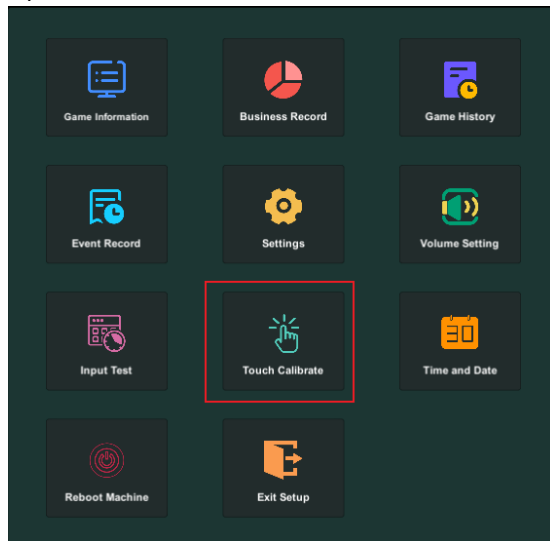 Game Information
Business Record
Game History
Event Record
Settings
Volume Setting
Input Test
Touch Calibrate
30
Time and Date
Reboot Machine
Exit Setup